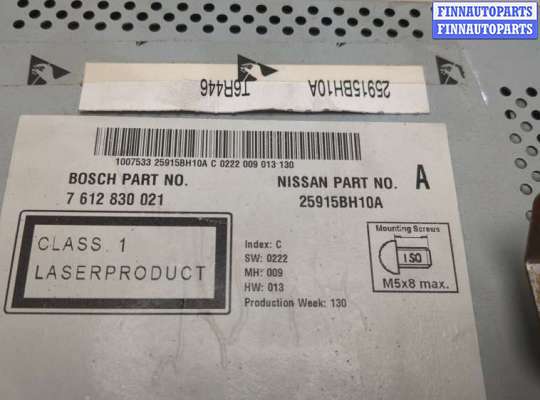 FINNAUTOPARTS
FINNAUTOPARTS
FINNAUTOPARTS
25915BH10A T6R446
1007533 25915BH10A C 0222 009 013 130
BOSCH PART NO.
7 612 830 021
NISSAN PART NO. A
25915BH10A
CLASS. 1
LASERPRODUCT
Index: C
SW: 0222
MH: 009
HW: 013
Production Week: 130
Mounting Screws
ISO
M5x8 max.